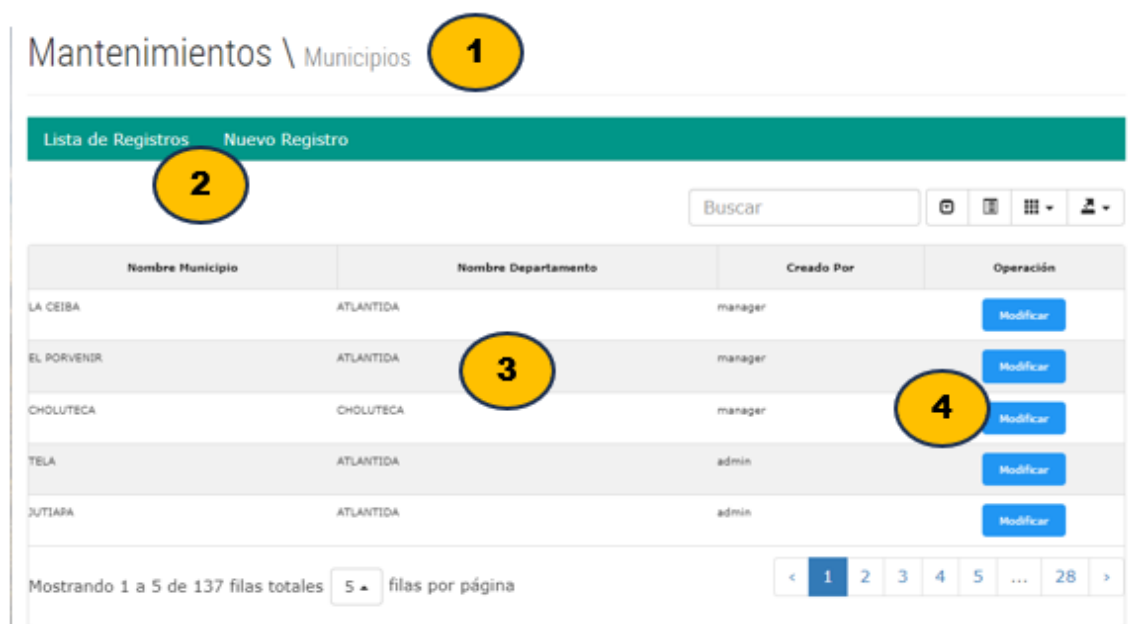 Mantenimientos \ Municipios 1
Lista de Registros Nuevo Registro
2
Buscar
Nombre Municipio Nombre Departamento Creado Por Operación
LA CEIBA ATLANTIDA manager Modificar
EL PORVENIR ATLANTIDA manager Modificar
3
CHOLUTECA CHOLUTECA manager Modificar
4
TELA ATLANTIDA admin Modificar
JUTIAPA ATLANTIDA admin Modificar
Mostrando 1 a 5 de 137 filas totales 5 filas por página ‹ 1 2 3 4 5 ... 28 ›